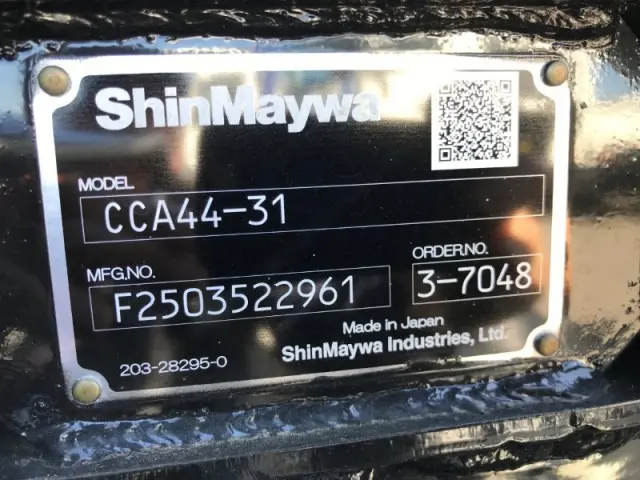 ShinMaywa
MODEL
CCA44-31
MFG.NO.
F2503522961
ORDER.NO.
3-7048
Made in Japan
203-28295-0
ShinMaywa Industries, Ltd.